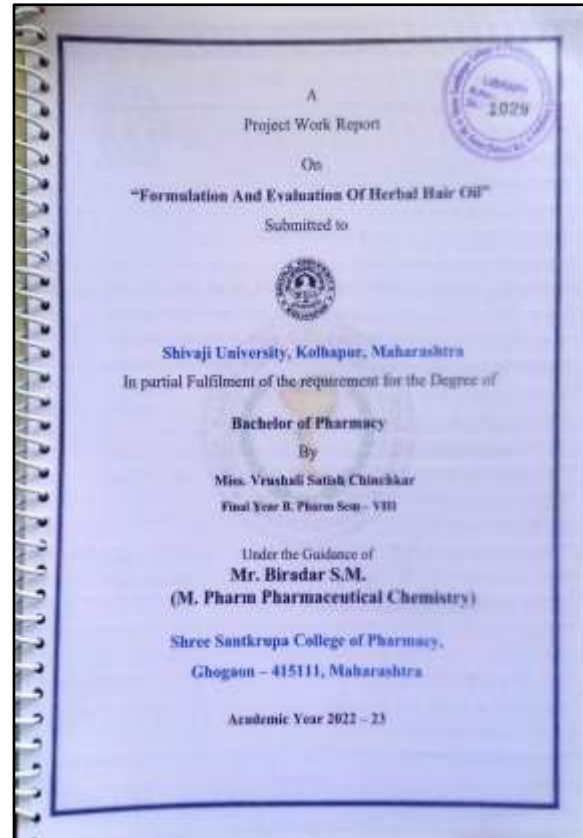 A
Project Work Report
On
“Formulation And Evaluation Of Herbal Hair Oil”
Submitted to
Shivaji University, Kolhapur, Maharashtra
In partial Fulfilment of the requirement for the Degree of
Bachelor of Pharmacy
By
Miss. Vrushali Satish Chinchkar
Final Year B. Pharm Sem – VIII
Under the Guidance of
Mr. Biradar S.M.
(M. Pharm Pharmaceutical Chemistry)
Shree Santkrupa College of Pharmacy,
Ghogaon – 415111, Maharashtra
Academic Year 2022 – 23
1029